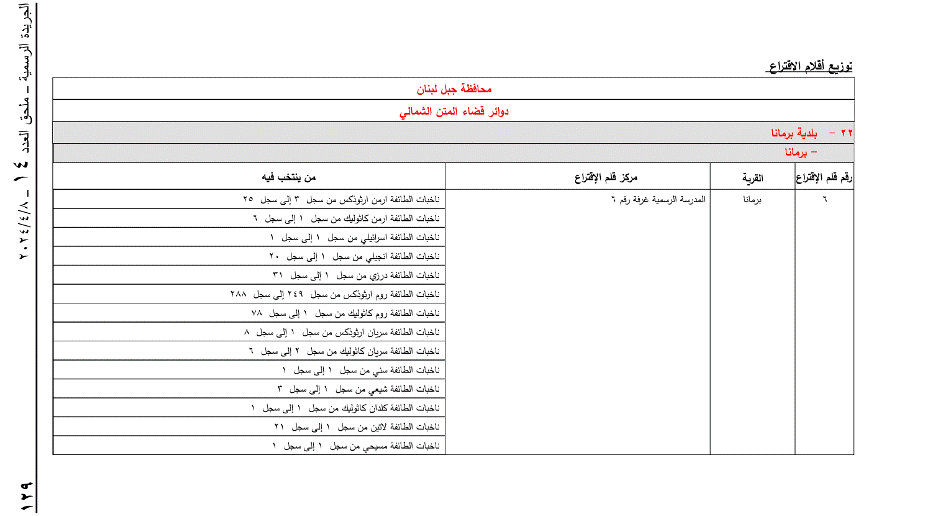 الجريدة الرسمية – ملحق العدد ١٤ – ٢٠٢٤/٤/٨
توزيع أقلام الإقتراع
محافظة جبل لبنان
دوائر قضاء المتن الشمالي
٢٢ - بلدية برمانا
- برمانا
رقم قلم الإقتراع القرية مركز قلم الإقتراع من ينتخب فيه
٦ برمانا المدرسة الرسمية غرفة رقم ٦ ناخبات الطائفة ارمن ارثوذكس من سجل ٣ إلى سجل ٢٥
ناخبات الطائفة ارمن كاثوليك من سجل ١ إلى سجل ٦
ناخبات الطائفة اسرائيلي من سجل ١ إلى سجل ١
ناخبات الطائفة انجيلي من سجل ١ إلى سجل ٢٠
ناخبات الطائفة درزي من سجل ١ إلى سجل ٣١
ناخبات الطائفة روم ارثوذكس من سجل ٢٤٩ إلى سجل ٢٨٨
ناخبات الطائفة روم كاثوليك من سجل ١ إلى سجل ٧٨
ناخبات الطائفة سريان ارثوذكس من سجل ١ إلى سجل ٨
ناخبات الطائفة سريان كاثوليك من سجل ٢ إلى سجل ٦
ناخبات الطائفة سني من سجل ١ إلى سجل ١
ناخبات الطائفة شيعي من سجل ١ إلى سجل ٣
ناخبات الطائفة كلدان كاثوليك من سجل ١ إلى سجل ١
ناخبات الطائفة لاتين من سجل ١ إلى سجل ٢١
ناخبات الطائفة مسيحي من سجل ١ إلى سجل ١
١٢٩